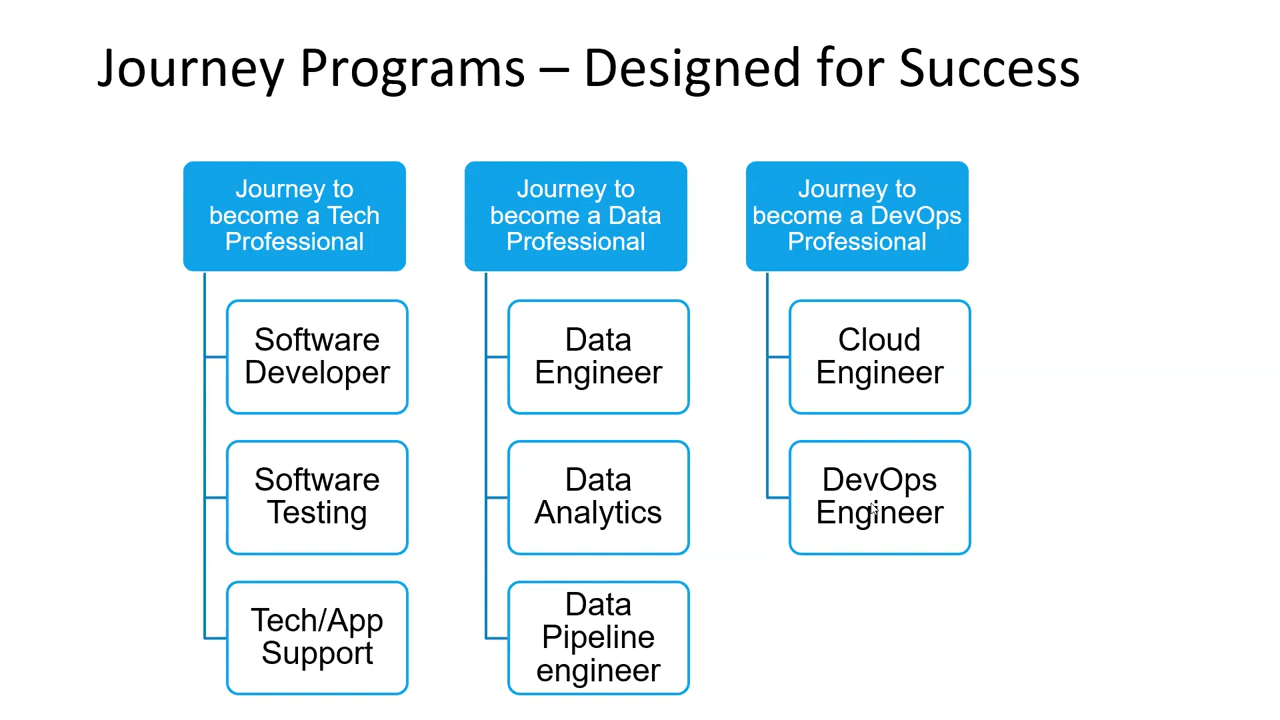 Journey Programs – Designed for Success
Journey to
become a Tech
Professional
Software
Developer
Software
Testing
Tech/App
Support
Journey to
become a Data
Professional
Data
Engineer
Data
Analytics
Data
Pipeline
engineer
Journey to
become a DevOps
Professional
Cloud
Engineer
DevOps
Engineer